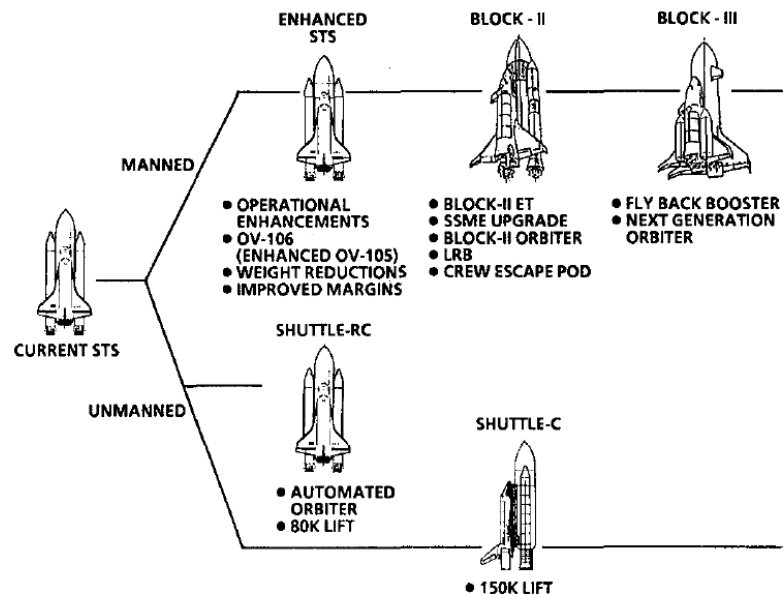 ENHANCED
STS
BLOCK - II
BLOCK - III
MANNED
● OPERATIONAL
ENHANCEMENTS
● OV-106
(ENHANCED OV-105)
● WEIGHT REDUCTIONS
● IMPROVED MARGINS
● BLOCK-II ET
● SSME UPGRADE
● BLOCK-II ORBITER
● LRB
● CREW ESCAPE POD
● FLY BACK BOOSTER
● NEXT GENERATION
ORBITER
CURRENT STS
SHUTTLE-RC
UNMANNED
● AUTOMATED
ORBITER
● 80K LIFT
SHUTTLE-C
● 150K LIFT